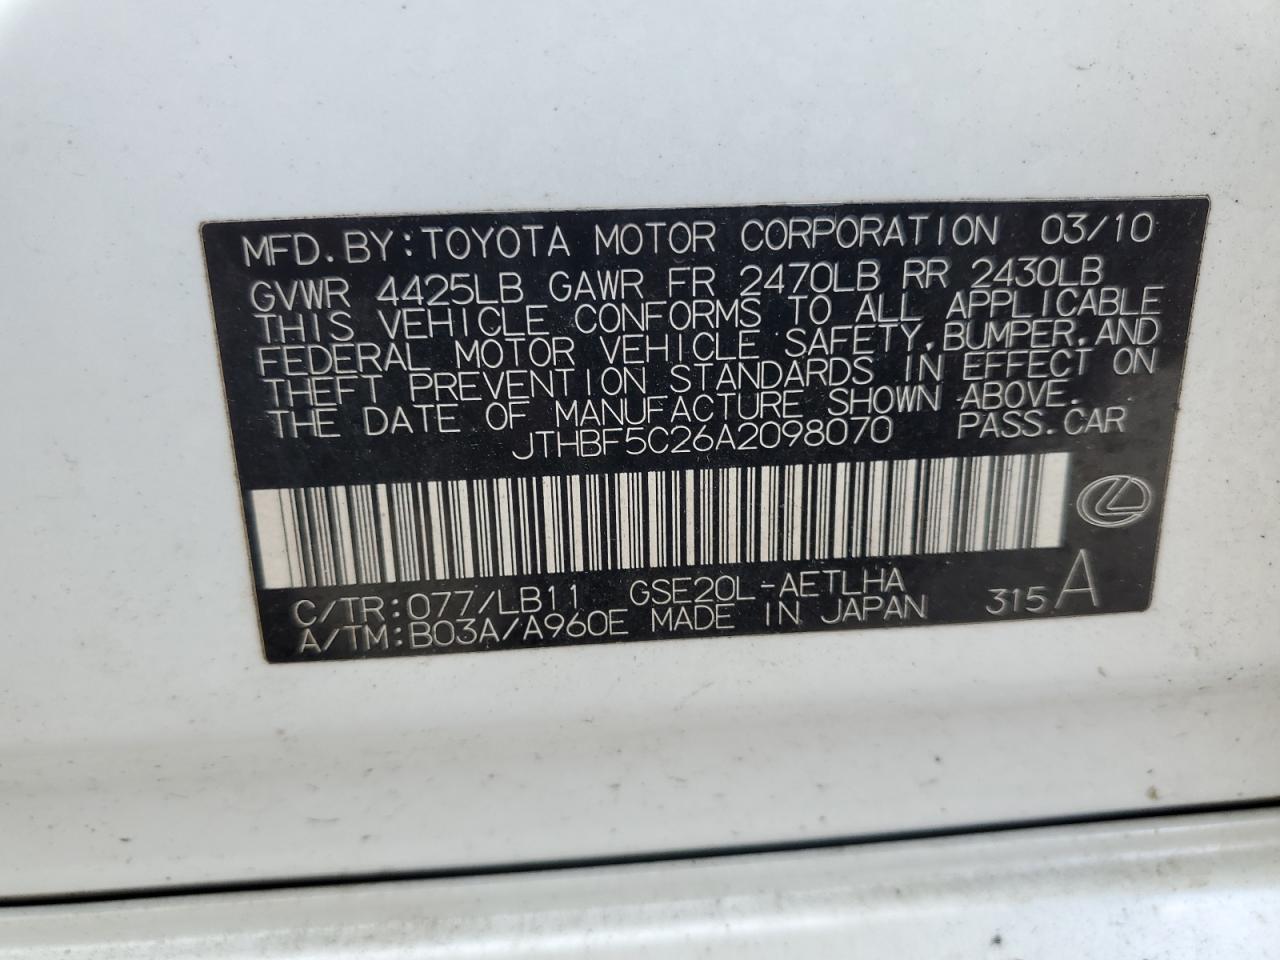 MFD.BY:TOYOTA MOTOR CORPORATION 03/10
GVWR 4425LB GAWR FR 2470LB RR 2430LB
THIS VEHICLE CONFORMS TO ALL APPLICABLE
FEDERAL MOTOR VEHICLE SAFETY,BUMPER,AND
THEFT PREVENTION STANDARDS IN EFFECT ON
THE DATE OF MANUFACTURE SHOWN ABOVE.
JTHBF5C26A2098070 PASS.CAR
C/TR:077/LB11 GSE20L-AETLHA
A/TM:B03A/A960E MADE IN JAPAN 315A